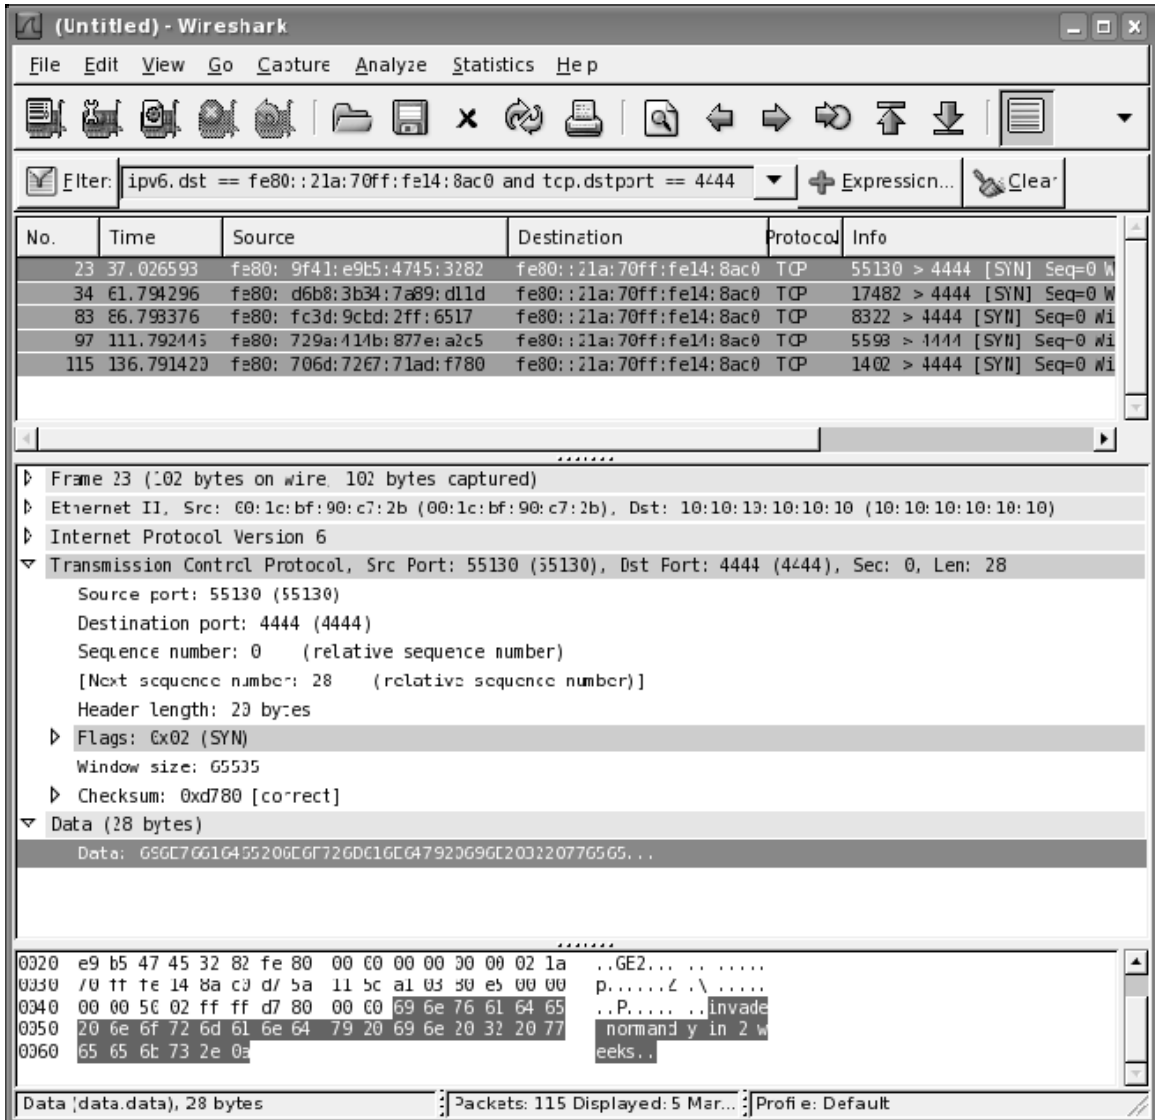 (Untitled) - Wireshark
File Edit View Go Capture Analyze Statistics Help
Filter: ipv6.dst == fe80::21a:70ff:fe14:8ac0 and tcp.dstport == 4444 Expression... Clear
No. Time Source Destination Protocol Info
23 37.026593 fe80: 9f41:e9b5:4745:3282 fe80::21a:70ff:fe14:8ac0 TCP 55130 > 4444 [SYN] Seq=0 W
34 61.794296 fe80: d6b8:3b34:7a89:d11d fe80::21a:70ff:fe14:8ac0 TCP 17482 > 4444 [SYN] Seq=0 W
83 86.793376 fe80: fc3d:9cbd:2ff:6517 fe80::21a:70ff:fe14:8ac0 TCP 8322 > 4444 [SYN] Seq=0 Wi
97 111.792445 fe80: 729a:414b:877e:a2c5 fe80::21a:70ff:fe14:8ac0 TCP 5593 > 4444 [SYN] Seq=0 Wi
115 136.791420 fe80: 706d:7267:71ad:f780 fe80::21a:70ff:fe14:8ac0 TCP 1402 > 4444 [SYN] Seq=0 Wi
Frame 23 (102 bytes on wire, 102 bytes captured)
Ethernet II, Src: 00:1c:bf:90:c7:2b (00:1c:bf:90:c7:2b), Dst: 10:10:10:10:10:10 (10:10:10:10:10:10)
Internet Protocol Version 6
Transmission Control Protocol, Src Port: 55130 (55130), Dst Port: 4444 (4444), Seq: 0, Len: 28
Source port: 55130 (55130)
Destination port: 4444 (4444)
Sequence number: 0 (relative sequence number)
[Next sequence number: 28 (relative sequence number)]
Header length: 20 bytes
Flags: 0x02 (SYN)
Window size: 65535
Checksum: 0xd780 [correct]
Data (28 bytes)
Data: 696E76616465206E6F726D616E647920696E203220776565...
0020 e9 b5 47 45 32 82 fe 80 00 00 00 00 00 00 02 1a ..GE2... .. .....
0030 70 ff fe 14 8a c0 d7 5a 11 5c a1 03 80 e5 00 00 p......Z .\ .....
0040 00 00 50 02 ff ff d7 80 00 00 69 6e 76 61 64 65 ..P..... ..invade
0050 20 6e 6f 72 6d 61 6e 64 79 20 69 6e 20 32 20 77 normand y in 2 w
0060 65 65 6b 73 2e 0a eeks..
Data (data.data), 28 bytes Packets: 115 Displayed: 5 Mar... Profile: Default